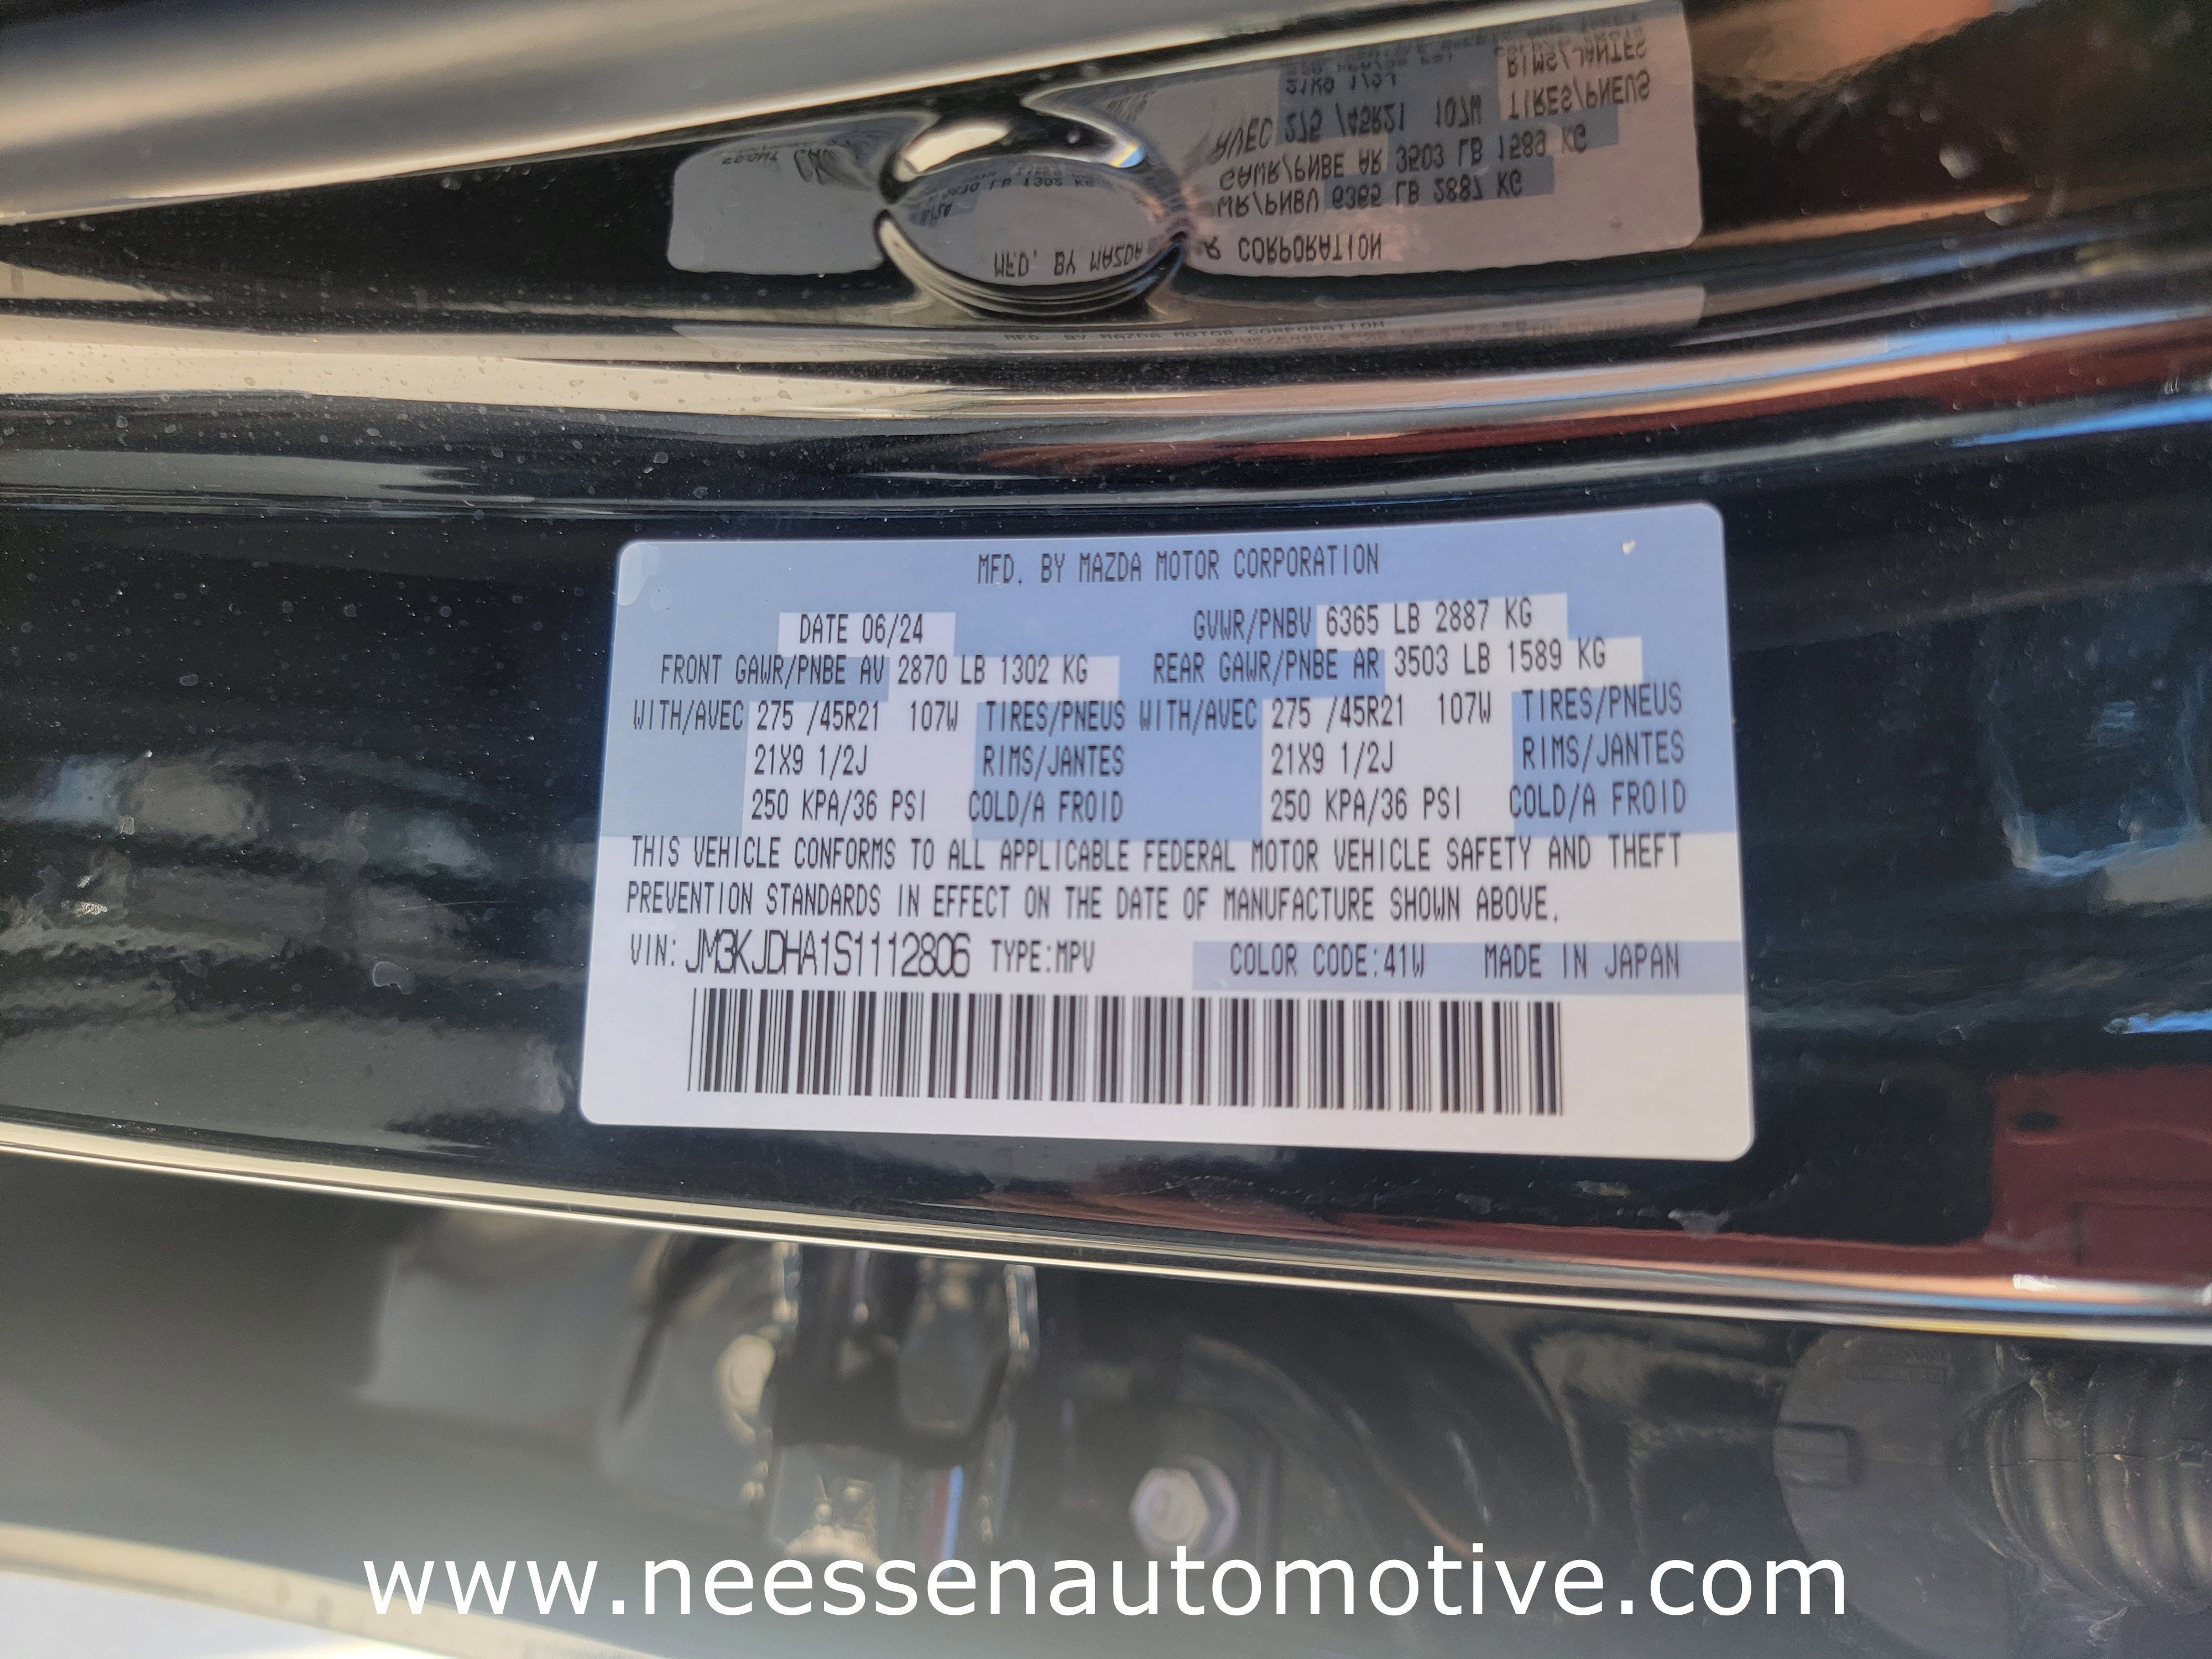 MFD. BY MAZDA MOTOR CORPORATION
DATE 06/24 GVWR/PNBV 6365 LB 2887 KG
FRONT GAWR/PNBE AV 2870 LB 1302 KG REAR GAWR/PNBE AR 3503 LB 1589 KG
WITH/AVEC 275 /45R21 107W TIRES/PNEUS WITH/AVEC 275 /45R21 107W TIRES/PNEUS
21X9 1/2J RIMS/JANTES 21X9 1/2J RIMS/JANTES
250 KPA/36 PSI COLD/A FROID 250 KPA/36 PSI COLD/A FROID
THIS VEHICLE CONFORMS TO ALL APPLICABLE FEDERAL MOTOR VEHICLE SAFETY AND THEFT
PREVENTION STANDARDS IN EFFECT ON THE DATE OF MANUFACTURE SHOWN ABOVE.
VIN: JM3KJDHA1S1112806 TYPE:MPV COLOR CODE:41W MADE IN JAPAN
www.neessenautomotive.com